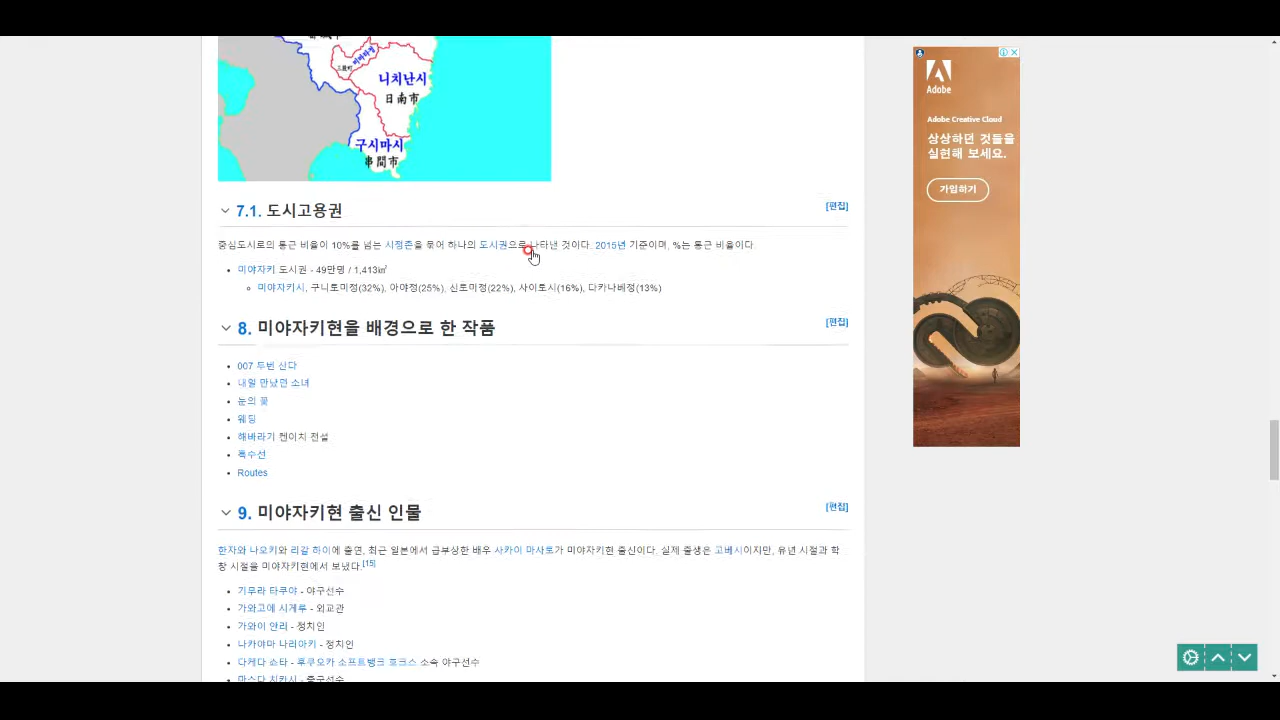 니치난시
日南市
구시마시
串間市
7.1. 도시고용권
[편집]
중심도시로의 통근 비율이 10%를 넘는 시정촌을 묶어 하나의 도시권으로 나타낸 것이다. 2015년 기준이며, %는 통근 비율이다.
미야자키 도시권 - 49만명 / 1,413㎢
미야자키시, 구니토미정(32%), 아야정(25%), 신토미정(22%), 사이토시(16%), 다카나베정(13%)
8. 미야자키현을 배경으로 한 작품
[편집]
007 두번 산다
내일 만났던 소녀
눈의 꽃
웨딩
해바라기 켄이치 전설
폭수선
Routes
9. 미야자키현 출신 인물
[편집]
한자와 나오키와 리갈 하이에 출연, 최근 일본에서 급부상한 배우 사카이 마사토가 미야자키현 출신이다. 실제 출생은 고베시이지만, 유년 시절과 학
창 시절을 미야자키현에서 보냈다.[15]
기무라 타쿠야 - 야구선수
가와고에 시게루 - 외교관
가와이 얀리 - 정치인
나카야마 나리아키 - 정치인
다케다 쇼타 - 후쿠오카 소프트뱅크 호크스 소속 야구선수
Adobe
Adobe Creative Cloud
상상하던 것들을
실현해 보세요.
가입하기